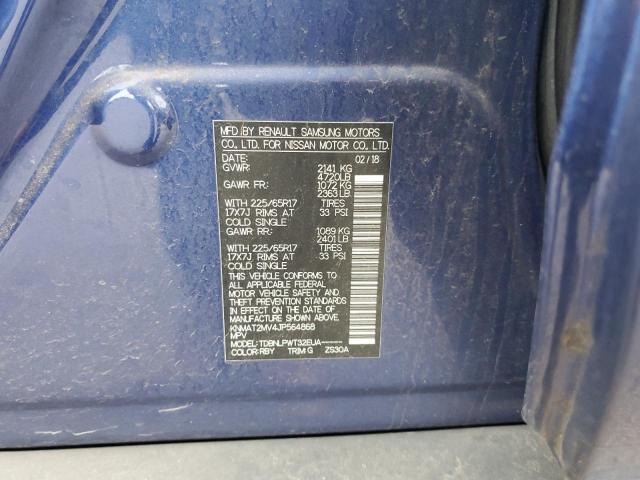 MFD BY RENAULT SAMSUNG MOTORS
CO., LTD. FOR NISSAN MOTOR CO., LTD.
DATE: 02/18
GVWR: 2141 KG
4720LB
GAWR FR: 1072 KG
2363 LB
WITH 225/65R17 TIRES
17X7J RIMS AT 33 PSI
COLD SINGLE
GAWR RR: 1089 KG
2401 LB
WITH 225/65R17 TIRES
17X7J RIMS AT 33 PSI
COLD SINGLE
THIS VEHICLE CONFORMS TO
ALL APPLICABLE FEDERAL
MOTOR VEHICLE SAFETY AND
THEFT PREVENTION STANDARDS
IN EFFECT ON THE DATE OF
MANUFACTURE SHOWN ABOVE.
KNMAT2MV4JP564868
MPV
MODEL: TDBNLPWT32EUA------
COLOR:RBY TRIM:G ZS30A